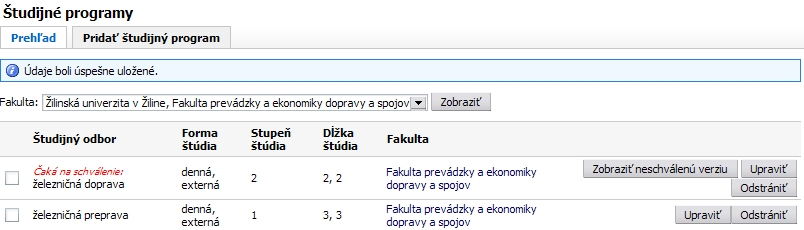 Študijné programy
Prehľad Pridať študijný program
Údaje boli úspešne uložené.
Fakulta: Žilinská univerzita v Žiline, Fakulta prevádzky a ekonomiky dopravy a spojov Zobraziť
Študijný odbor Forma štúdia Stupeň štúdia Dĺžka štúdia Fakulta
Čaká na schválenie:
železničná doprava
denná, externá
2
2, 2
Fakulta prevádzky a ekonomiky
dopravy a spojov
Zobraziť neschválenú verziu Upraviť
Odstrániť
železničná preprava
denná, externá
1
3, 3
Fakulta prevádzky a ekonomiky
dopravy a spojov
Upraviť Odstrániť